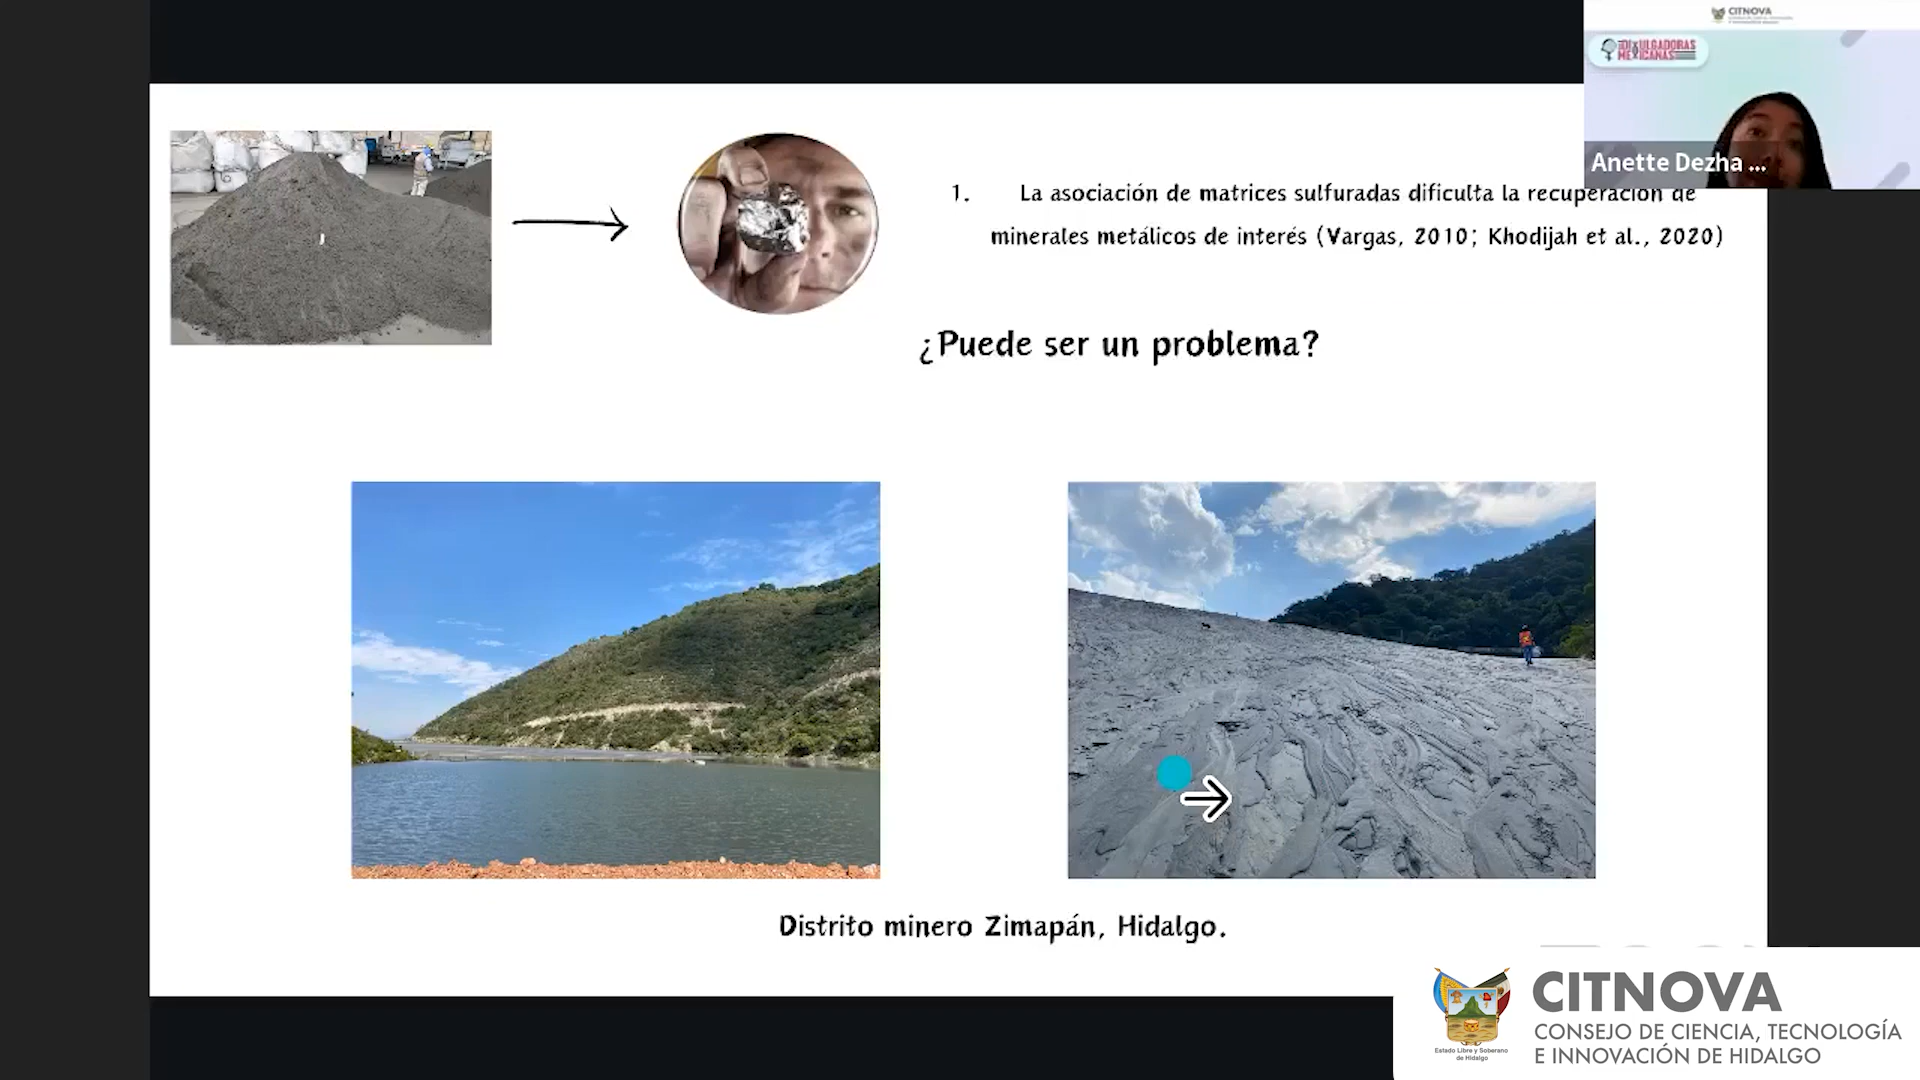 CITNOVA
DIVULGADORAS
MEXICANAS
Anette Dezha ...
1. La asociación de matrices sulfuradas dificulta la recuperación de
minerales metálicos de interés (Vargas, 2010; Khodijah et al., 2020)
¿Puede ser un problema?
Distrito minero Zimapán, Hidalgo.
CITNOVA
CONSEJO DE CIENCIA, TECNOLOGÍA
E INNOVACIÓN DE HIDALGO
Estado Libre y Soberano
de Hidalgo